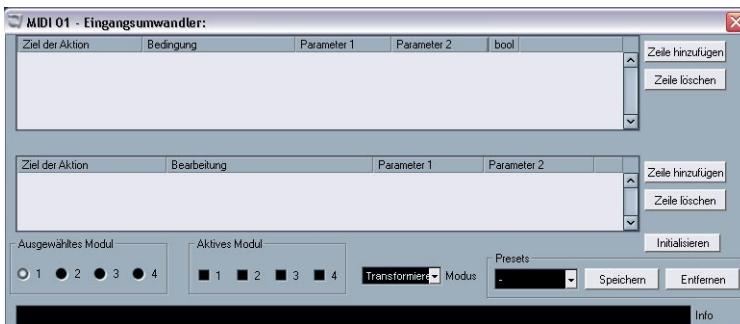 MIDI 01 - Eingangsumwandler:
Ziel der Aktion Bedingung Parameter 1 Parameter 2 bool
Zeile hinzufügen
Zeile löschen
Ziel der Aktion Bearbeitung Parameter 1 Parameter 2
Zeile hinzufügen
Zeile löschen
Initialisieren
Ausgewähltes Modul Aktives Modul Presets
1 2 3 4 1 2 3 4 Transformiere Modus - Speichern Entfernen
Info